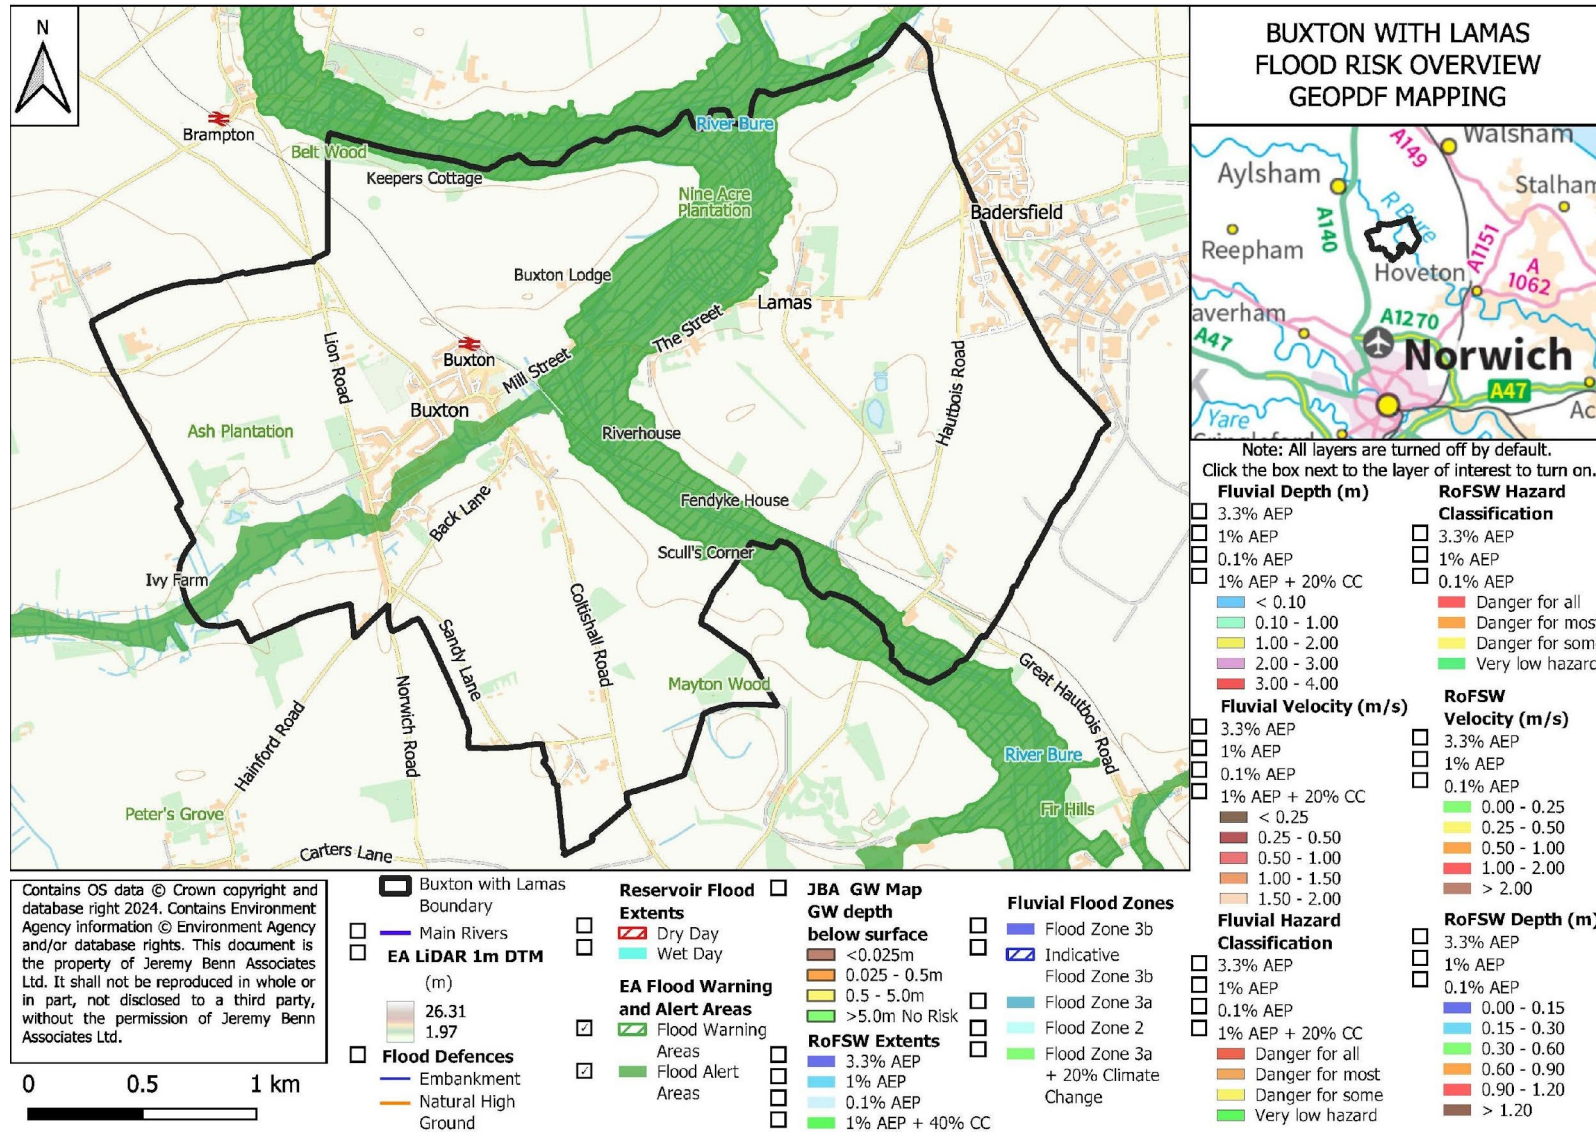 N
Brampton
Belt Wood
Keepers Cottage
River Bure
Nine Acre
Plantation
Badersfield
Buxton Lodge
Lamas
The Street
Lion Road
Buxton
Mill Street
Buxton
Hautbois Road
Ash Plantation
Riverhouse
Back Lane
Fendyke House
Scull's Corner
Ivy Farm
Coltishall Road
Sandy Lane
Mayton Wood
Great Hautbois Road
Norwich Road
Hainford Road
River Bure
Peter's Grove
Fir Hills
Carters Lane
BUXTON WITH LAMAS
FLOOD RISK OVERVIEW
GEOPDF MAPPING
Walsham
A149
Aylsham
Stalham
R Bure
A140
Reepham
A1151
Hoveton
A
1062
averham
A1270
A47
Norwich
A47
Ac
Yare
Note: All layers are turned off by default.
Click the box next to the layer of interest to turn on.
Fluvial Depth (m)
3.3% AEP
1% AEP
0.1% AEP
1% AEP + 20% CC
< 0.10
0.10 - 1.00
1.00 - 2.00
2.00 - 3.00
3.00 - 4.00
Fluvial Velocity (m/s)
3.3% AEP
1% AEP
0.1% AEP
1% AEP + 20% CC
< 0.25
0.25 - 0.50
0.50 - 1.00
1.00 - 1.50
1.50 - 2.00
Fluvial Hazard
Classification
3.3% AEP
1% AEP
0.1% AEP
1% AEP + 20% CC
Danger for all
Danger for most
Danger for some
Very low hazard
RoFSW Hazard
Classification
3.3% AEP
1% AEP
0.1% AEP
Danger for all
Danger for most
Danger for som
Very low hazard
RoFSW
Velocity (m/s)
3.3% AEP
1% AEP
0.1% AEP
0.00 - 0.25
0.25 - 0.50
0.50 - 1.00
1.00 - 2.00
> 2.00
RoFSW Depth (m)
3.3% AEP
1% AEP
0.1% AEP
0.00 - 0.15
0.15 - 0.30
0.30 - 0.60
0.60 - 0.90
0.90 - 1.20
> 1.20
Contains OS data © Crown copyright and
database right 2024. Contains Environment
Agency information © Environment Agency
and/or database rights. This document is
the property of Jeremy Benn Associates
Ltd. It shall not be reproduced in whole or
in part, not disclosed to a third party,
without the permission of Jeremy Benn
Associates Ltd.
0 0.5 1 km
Buxton with Lamas
Boundary
Main Rivers
EA LiDAR 1m DTM
(m)
26.31
1.97
Flood Defences
Embankment
Natural High
Ground
Reservoir Flood
Extents
Dry Day
Wet Day
EA Flood Warning
and Alert Areas
Flood Warning
Areas
Flood Alert
Areas
JBA GW Map
GW depth
below surface
<0.025m
0.025 - 0.5m
0.5 - 5.0m
>5.0m No Risk
RoFSW Extents
3.3% AEP
1% AEP
0.1% AEP
1% AEP + 40% CC
Fluvial Flood Zones
Flood Zone 3b
Indicative
Flood Zone 3b
Flood Zone 3a
Flood Zone 2
Flood Zone 3a
+ 20% Climate
Change